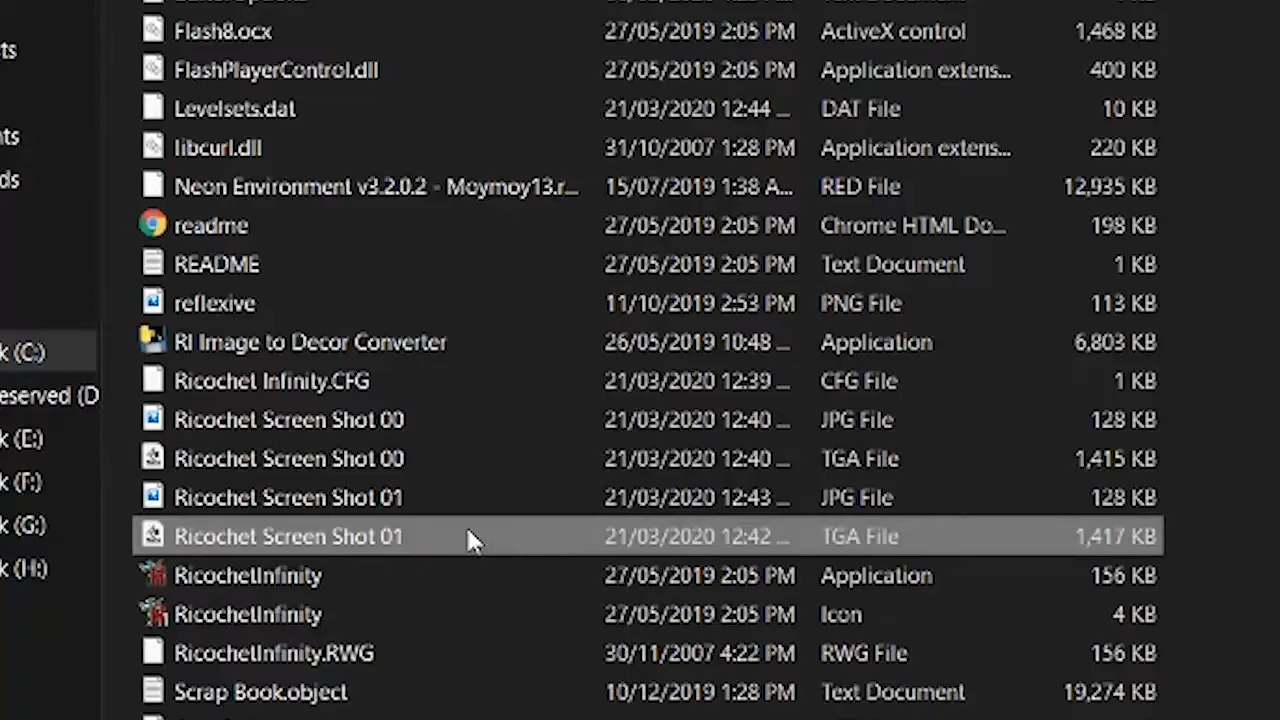 Flash8.ocx 27/05/2019 2:05 PM ActiveX control 1,468 KB
ts
FlashPlayerControl.dll 27/05/2019 2:05 PM Application extens... 400 KB
Levelsets.dat 21/03/2020 12:44 ... DAT File 10 KB
nts
libcurl.dll 31/10/2007 1:28 PM Application extens... 220 KB
ds
Neon Environment v3.2.0.2 - Moymoy13.r... 15/07/2019 1:38 A... RED File 12,935 KB
readme 27/05/2019 2:05 PM Chrome HTML Do... 198 KB
README 27/05/2019 2:05 PM Text Document 1 KB
reflexive 11/10/2019 2:53 PM PNG File 113 KB
RI Image to Decor Converter 26/05/2019 10:48 ... Application 6,803 KB
k (C:)
Ricochet Infinity.CFG 21/03/2020 12:39 ... CFG File 1 KB
eserved (D
Ricochet Screen Shot 00 21/03/2020 12:40 ... JPG File 128 KB
k (E:)
Ricochet Screen Shot 00 21/03/2020 12:40 ... TGA File 1,415 KB
k (F:)
Ricochet Screen Shot 01 21/03/2020 12:43 ... JPG File 128 KB
k (G:)
Ricochet Screen Shot 01 21/03/2020 12:42 ... TGA File 1,417 KB
k (H:)
RicochetInfinity 27/05/2019 2:05 PM Application 156 KB
RicochetInfinity 27/05/2019 2:05 PM Icon 4 KB
RicochetInfinity.RWG 30/11/2007 4:22 PM RWG File 156 KB
Scrap Book.object 10/12/2019 1:28 PM Text Document 19,274 KB